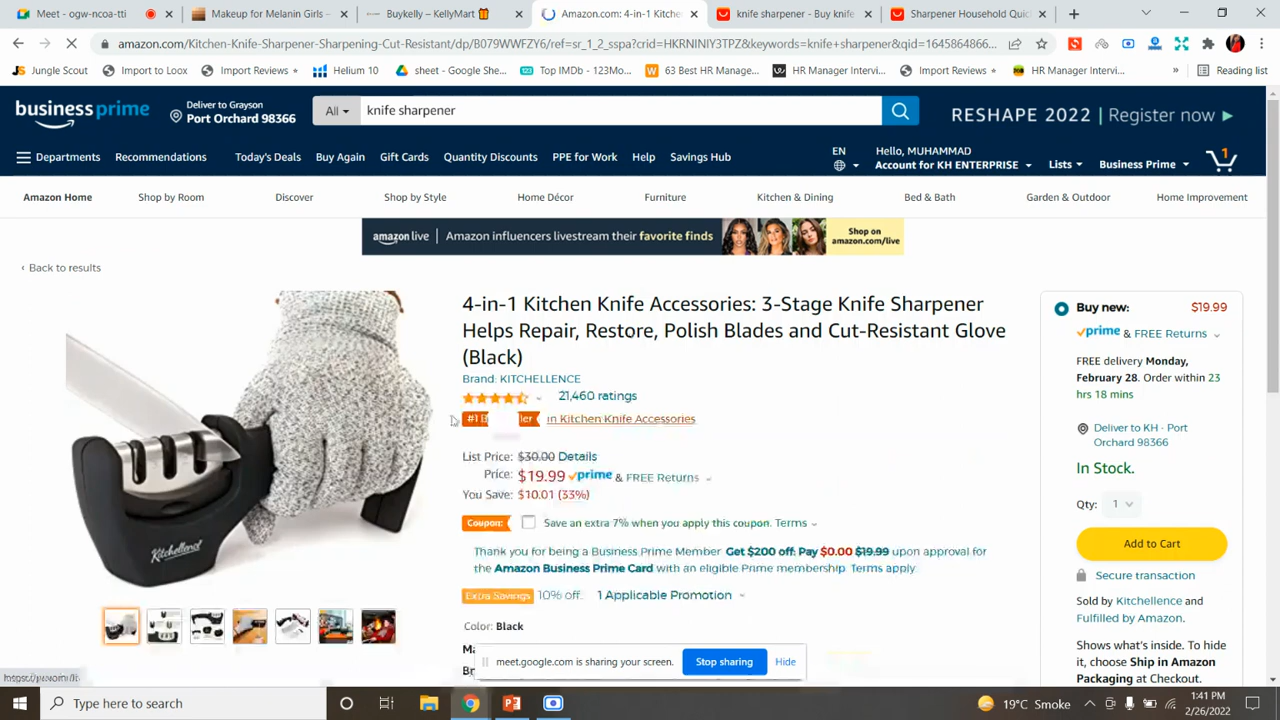 Meet - ogw-ncoa-tti
Makeup for Melanin Girls -
Buykelly – KellyMart
Amazon.com: 4-in-1 Kitche
knife sharpener - Buy knife
Sharpener Household Quic
amazon.com/Kitchen-Knife-Sharpener-Sharpening-Cut-Resistant/dp/B079WWFZY6/ref=sr_1_2_sspa?crid=HKRNINIY3TPZ&keywords=knife+sharpener&qid=1645864866...
Jungle Scout
Import to Loox
Import Reviews
Helium 10
sheet - Google She...
Top IMDb - 123Mo...
63 Best HR Manage...
HR Manager Intervi...
Import Reviews
HR Manager Intervi...
»
Reading list
business prime
Deliver to Grayson
Port Orchard 98366
All
knife sharpener
RESHAPE 2022 | Register now
Departments
Recommendations
Today's Deals
Buy Again
Gift Cards
Quantity Discounts
PPE for Work
Help
Savings Hub
EN
Hello, MUHAMMAD
Account for KH ENTERPRISE
Lists
Business Prime
1
Amazon Home
Shop by Room
Discover
Shop by Style
Home Décor
Furniture
Kitchen & Dining
Bed & Bath
Garden & Outdoor
Home Improvement
amazon live
Amazon influencers livestream their favorite finds
Shop on
amazon.com/live
‹ Back to results
4-in-1 Kitchen Knife Accessories: 3-Stage Knife Sharpener
Helps Repair, Restore, Polish Blades and Cut-Resistant Glove
(Black)
Brand: KITCHELLENCE
21,460 ratings
#1 B ler in Kitchen Knife Accessories
List Price: $30.00 Details
Price: $19.99 prime & FREE Returns
You Save: $10.01 (33%)
Coupon: Save an extra 7% when you apply this coupon. Terms
Thank you for being a Business Prime Member Get $200 off: Pay $0.00 $19.99 upon approval for
the Amazon Business Prime Card with an eligible Prime membership. Terms apply.
Extra Savings 10% off. 1 Applicable Promotion
Color: Black
Kitchellence
Buy new: $19.99
prime & FREE Returns
FREE delivery Monday,
February 28. Order within 23
hrs 18 mins
Deliver to KH - Port
Orchard 98366
In Stock.
Qty: 1
Add to Cart
Secure transaction
Sold by Kitchellence and
Fulfilled by Amazon.
Shows what's inside. To hide
it, choose Ship in Amazon
Packaging at Checkout.
meet.google.com is sharing your screen.
Stop sharing
Hide
Type here to search
19°C Smoke
1:41 PM
2/26/2022